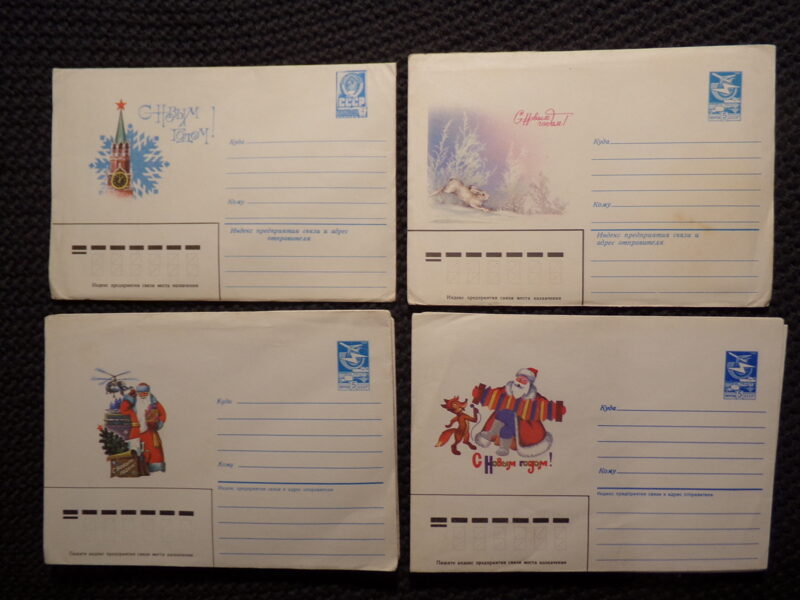 С Новым
годом!
СССР
Куда
Кому
Индекс предприятия связи и адрес
отправителя
Индекс предприятия связи места назначения
С Новым
годом!
Куда
Кому
Индекс предприятия связи и
адрес отправителя
Индекс предприятия связи места назначения
Куда
Кому
Индекс предприятия связи и адрес отправителя
Пишите индекс предприятия связи места назначения
С Новым годом!
Куда
Кому
Индекс предприятия связи и адрес отправителя
Пишите индекс предприятия связи места назначения